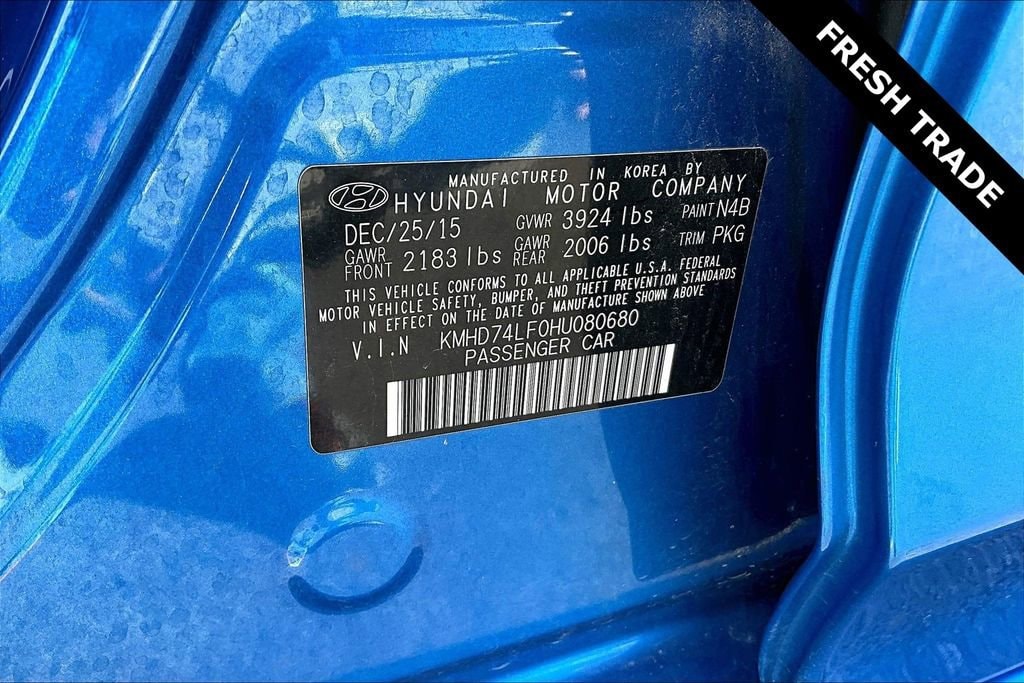 FRESH TRADE
MANUFACTURED IN KOREA BY
HYUNDAI MOTOR COMPANY
DEC/25/15 GVWR 3924 lbs PAINT N4B
GAWR FRONT 2183 lbs GAWR REAR 2006 lbs TRIM PKG
THIS VEHICLE CONFORMS TO ALL APPLICABLE U.S.A. FEDERAL
MOTOR VEHICLE SAFETY, BUMPER, AND THEFT PREVENTION STANDARDS
IN EFFECT ON THE DATE OF MANUFACTURE SHOWN ABOVE
V.I.N KMHD74LF0HU080680
PASSENGER CAR